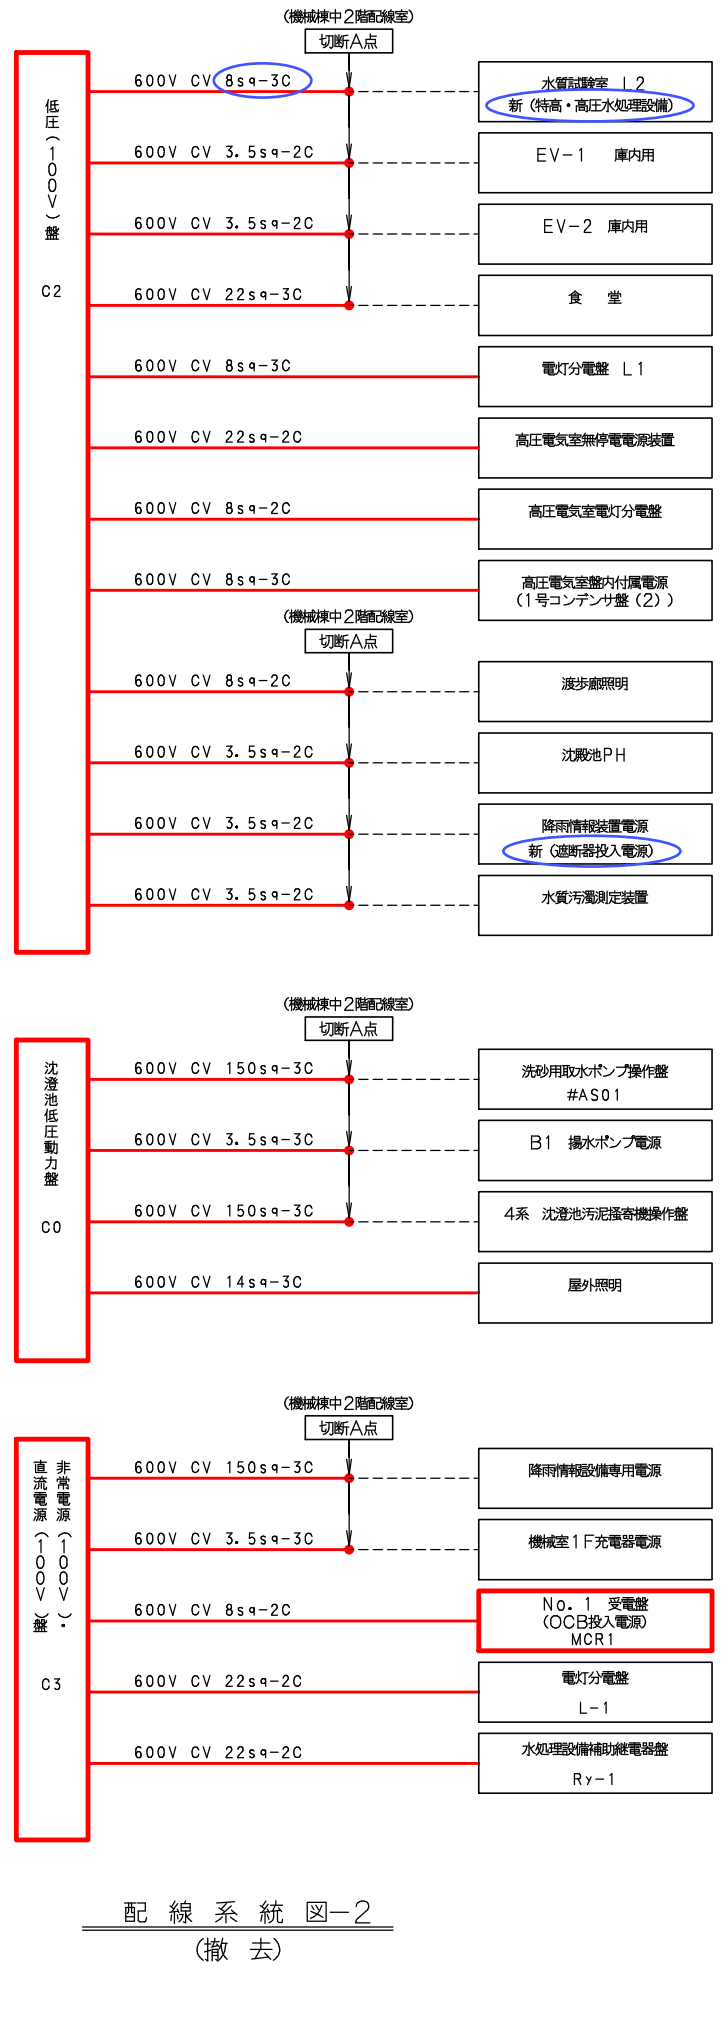 (機械棟中2階配線室)
切断A点
低圧(100V)盤
C2
600V CV 8sq-3C
水質試験室 L2
新(特高・高圧水処理設備)
600V CV 3.5sq-2C
EV-1 庫内用
600V CV 3.5sq-2C
EV-2 庫内用
600V CV 22sq-3C
食 堂
600V CV 8sq-3C
電灯分電盤 L1
600V CV 22sq-2C
高圧電気室無停電電源装置
600V CV 8sq-2C
高圧電気室電灯分電盤
600V CV 8sq-3C
高圧電気室盤内付属電源
(1号コンデンサ盤(2))
(機械棟中2階配線室)
切断A点
600V CV 8sq-2C
渡歩廊照明
600V CV 3.5sq-2C
沈殿池PH
600V CV 3.5sq-2C
降雨情報装置電源
新(遮断器投入電源)
600V CV 3.5sq-2C
水質汚濁測定装置
(機械棟中2階配線室)
切断A点
沈澄池低圧動力盤
C0
600V CV 150sq-3C
洗砂用取水ポンプ操作盤
#AS01
600V CV 3.5sq-3C
B1 揚水ポンプ電源
600V CV 150sq-3C
4系 沈澄池汚泥掻寄機操作盤
600V CV 14sq-3C
屋外照明
(機械棟中2階配線室)
切断A点
非常電源(100V)・
直流電源(100V)盤
C3
600V CV 150sq-3C
降雨情報設備専用電源
600V CV 3.5sq-3C
機械室1F充電器電源
600V CV 8sq-2C
No.1 受電盤
(OCB投入電源)
MCR1
600V CV 22sq-2C
電灯分電盤
L-1
600V CV 22sq-2C
水処理設備補助継電器盤
Ry-1
配線系統図-2
(撤 去)